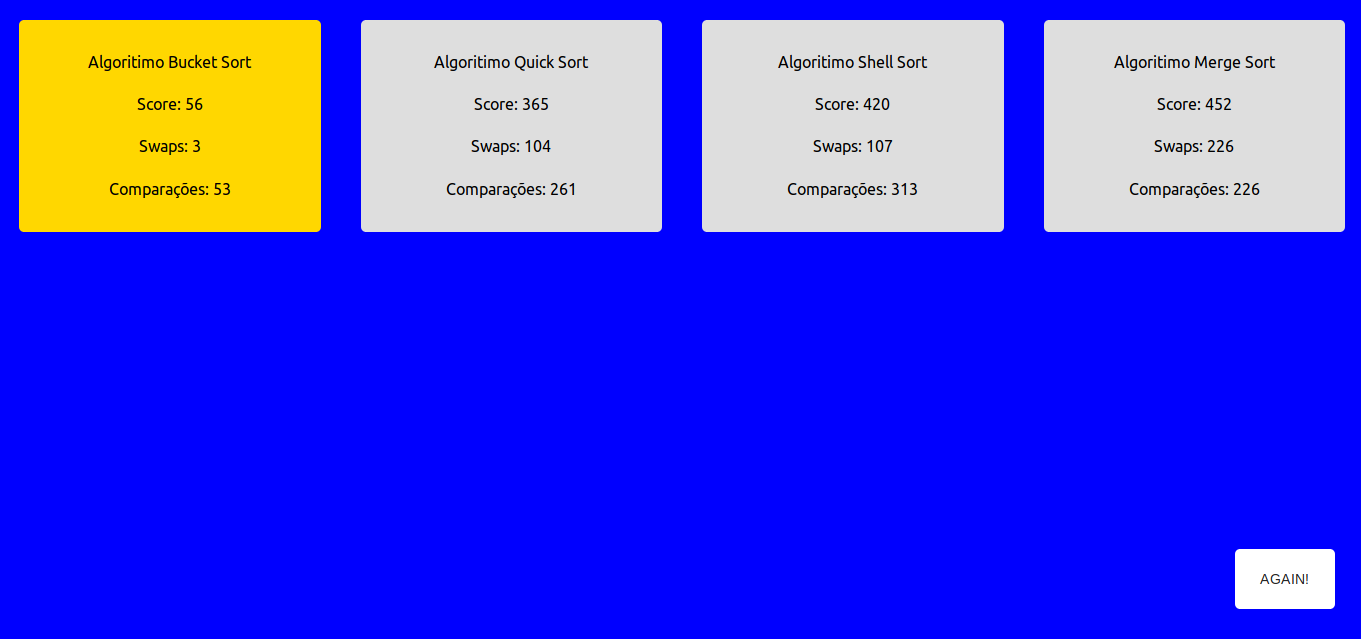 Algoritimo Bucket Sort
Score: 56
Swaps: 3
Comparações: 53
Algoritimo Quick Sort
Score: 365
Swaps: 104
Comparações: 261
Algoritimo Shell Sort
Score: 420
Swaps: 107
Comparações: 313
Algoritimo Merge Sort
Score: 452
Swaps: 226
Comparações: 226
AGAIN!